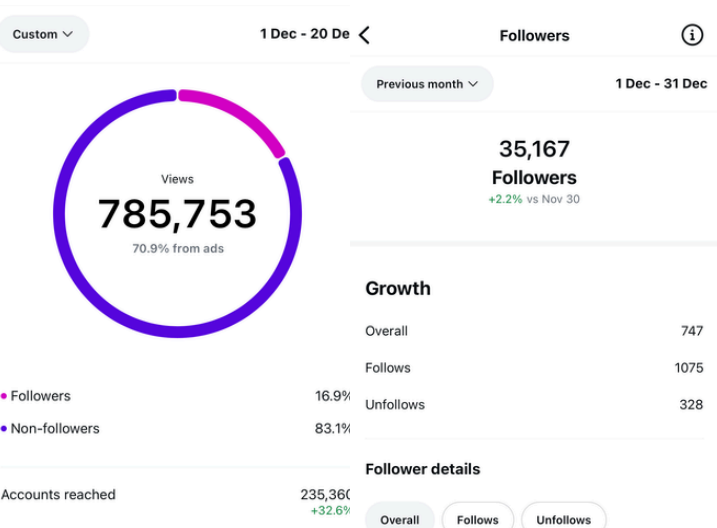 Custom
1 Dec - 20 De
Views
785,753
70.9% from ads
Followers
16.9%
Non-followers
83.1%
Accounts reached
235,360
+32.6%
Followers
Previous month
1 Dec - 31 Dec
35,167
Followers
+2.2% vs Nov 30
Growth
Overall
747
Follows
1075
Unfollows
328
Follower details
Overall
Follows
Unfollows